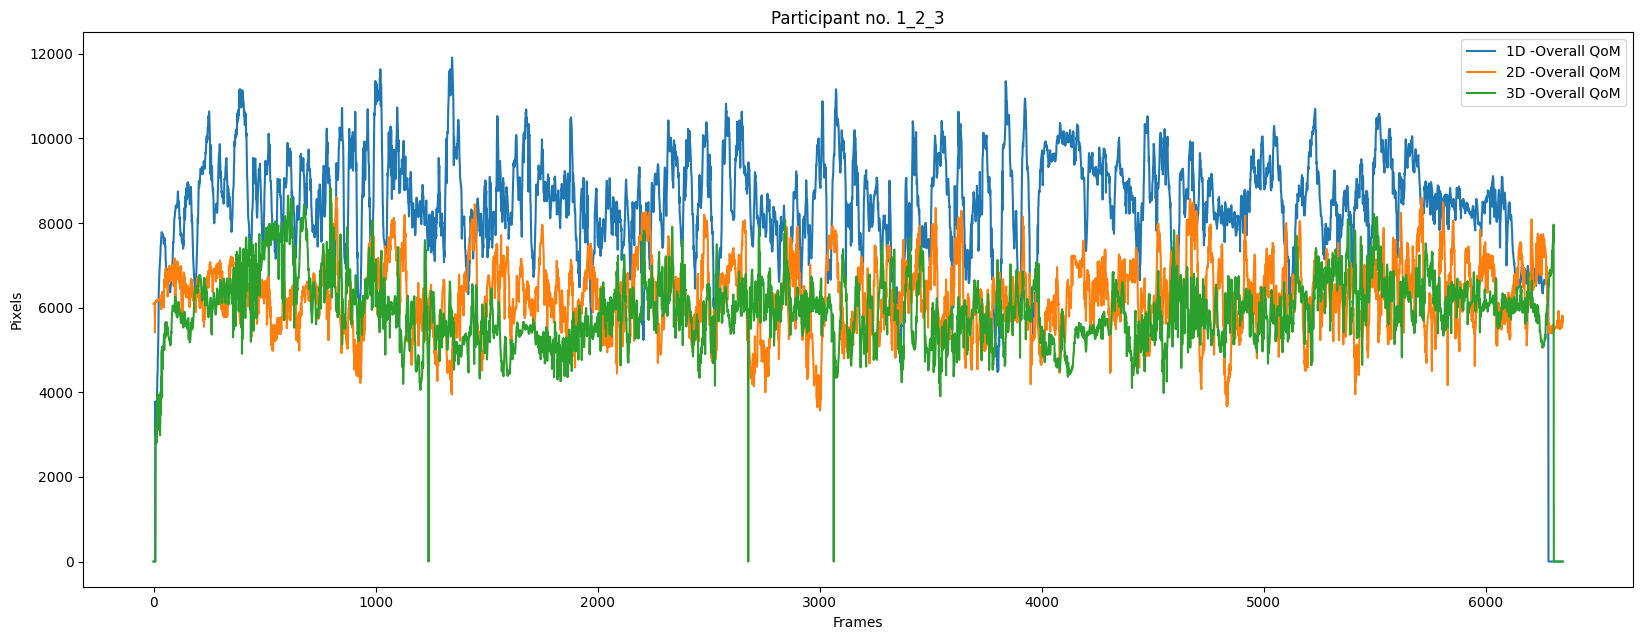 Participant no. 1_2_3
1D -Overall QoM
2D -Overall QoM
3D -Overall QoM
12000
10000
8000
6000
4000
2000
0
Pixels
0 1000 2000 3000 4000 5000 6000
Frames